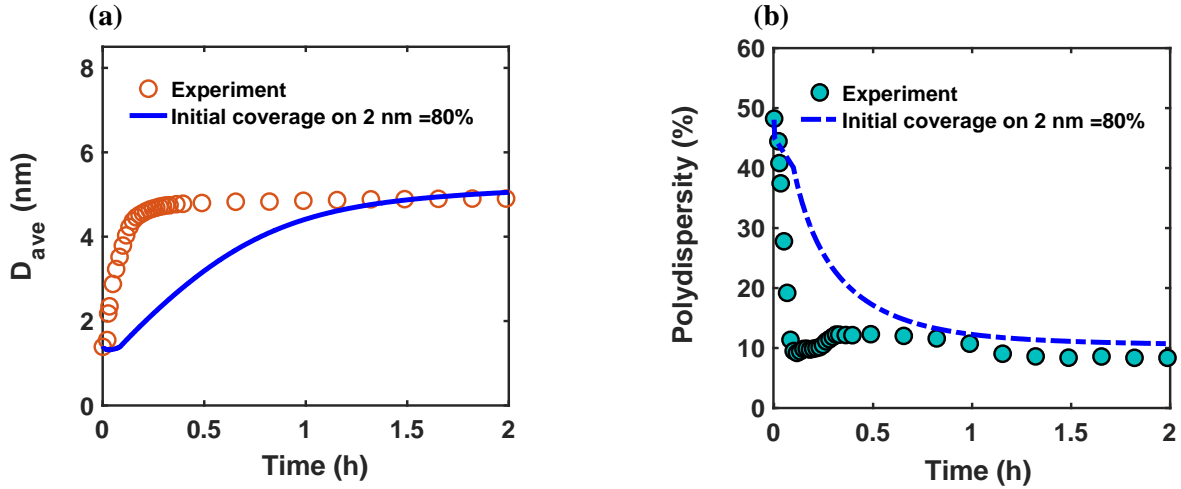 (a)
8
6
4
2
0
0
0.5
1
1.5
2
D_ave (nm)
Time (h)
Experiment
Initial coverage on 2 nm =80%
(b)
60
50
40
30
20
10
0
0
0.5
1
1.5
2
Polydispersity (%)
Time (h)
Experiment
Initial coverage on 2 nm =80%